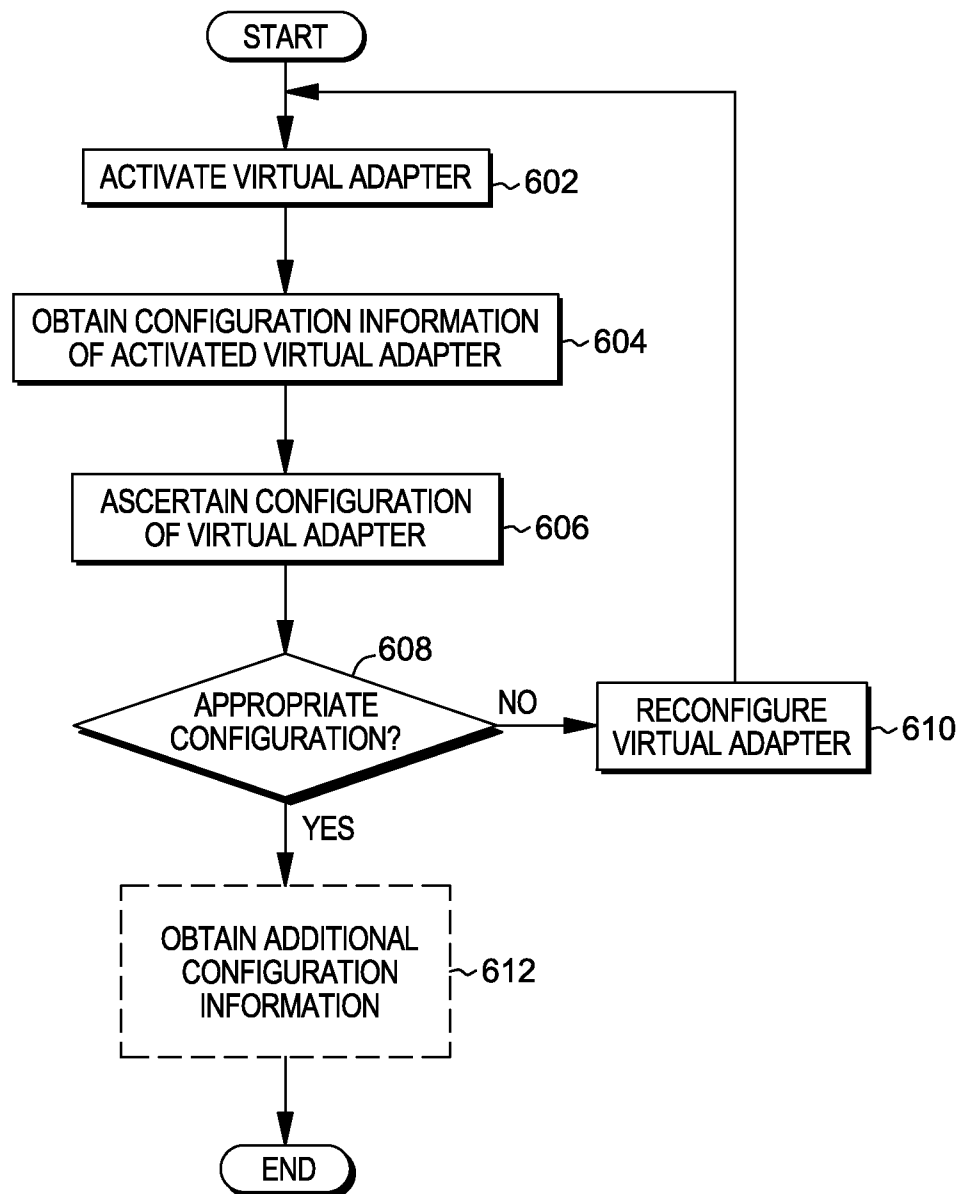 START
ACTIVATE VIRTUAL ADAPTER
602
OBTAIN CONFIGURATION INFORMATION
OF ACTIVATED VIRTUAL ADAPTER
604
ASCERTAIN CONFIGURATION
OF VIRTUAL ADAPTER
606
608
APPROPRIATE
CONFIGURATION?
NO
RECONFIGURE
VIRTUAL ADAPTER
610
YES
OBTAIN ADDITIONAL
CONFIGURATION
INFORMATION
612
END